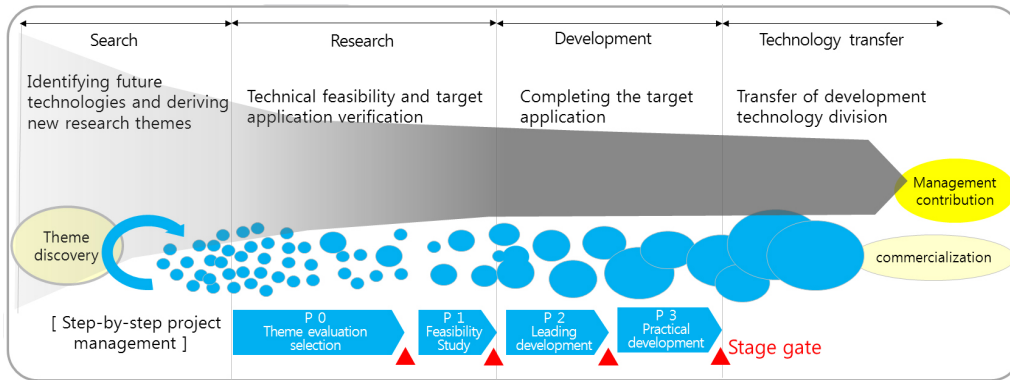 Search
Research
Development
Technology transfer
Identifying future
technologies and deriving
new research themes
Technical feasibility and target
application verification
Completing the target
application
Transfer of development
technology division
Management
contribution
Theme
discovery
commercialization
[ Step-by-step project
management ]
P 0
Theme evaluation
selection
P 1
Feasibility
Study
P 2
Leading
development
P 3
Practical
development
Stage gate